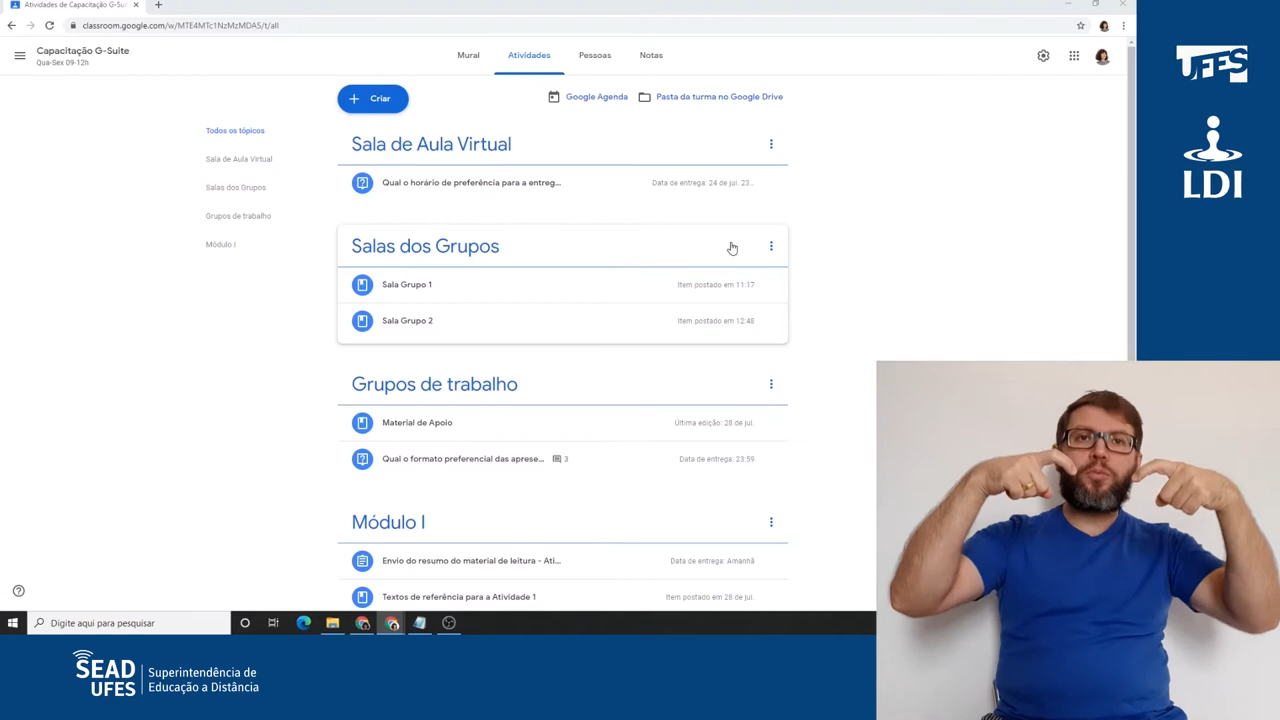 Atividades de Capacitação G-Sui
classroom.google.com/w/MTE4MTc1NzMzMDA5/t/all
Capacitação G-Suite
Qua-Sex 09-12h
Mural
Atividades
Pessoas
Notas
Criar
Google Agenda
Pasta da turma no Google Drive
Todos os tópicos
Sala de Aula Virtual
Salas dos Grupos
Grupos de trabalho
Módulo I
Sala de Aula Virtual
Qual o horário de preferência para a entreg...
Data de entrega: 24 de jul. 23...
Salas dos Grupos
Sala Grupo 1
Item postado em 11:17
Sala Grupo 2
Item postado em 12:48
Grupos de trabalho
Material de Apoio
Última edição: 28 de jul.
Qual o formato preferencial das aprese...
3
Data de entrega: 23:59
Módulo I
Envio do resumo do material de leitura - Ati...
Data de entrega: Amanhã
Textos de referência para a Atividade 1
Item postado em 28 de jul.
Digite aqui para pesquisar
UFES
LDI
SEAD
UFES
Superintendência de
Educação a Distância